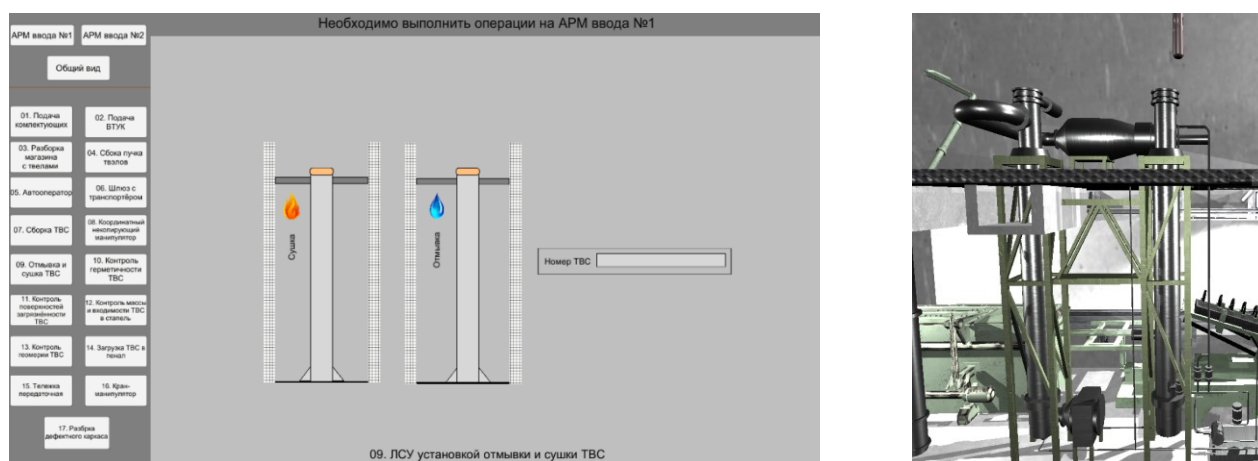 Необходимо выполнить операции на АРМ ввода №1
АРМ ввода №1
АРМ ввода №2
Общий вид
01. Подача
комплектующих
02. Подача
ВТУК
03. Разборка
магазина
с твелами
04. Сбока пучка
твэлов
05. Автооператор
06. Шлюз с
транспортёром
07. Сборка ТВС
08. Координатный
некопирующий
манипулятор
09. Отмывка и
сушка ТВС
10. Контроль
герметичности
ТВС
11. Контроль
поверхностей
загрязнённости
ТВС
12. Контроль массы
и входимости ТВС
в стапель
13. Контроль
геомерии ТВС
14. Загрузка ТВС в
пенал
15. Тележка
передаточная
16. Кран-
манипулятор
17. Разбрка
дефектного каркаса
Сушка
Отмывка
Номер ТВС
09. ЛСУ установкой отмывки и сушки ТВС